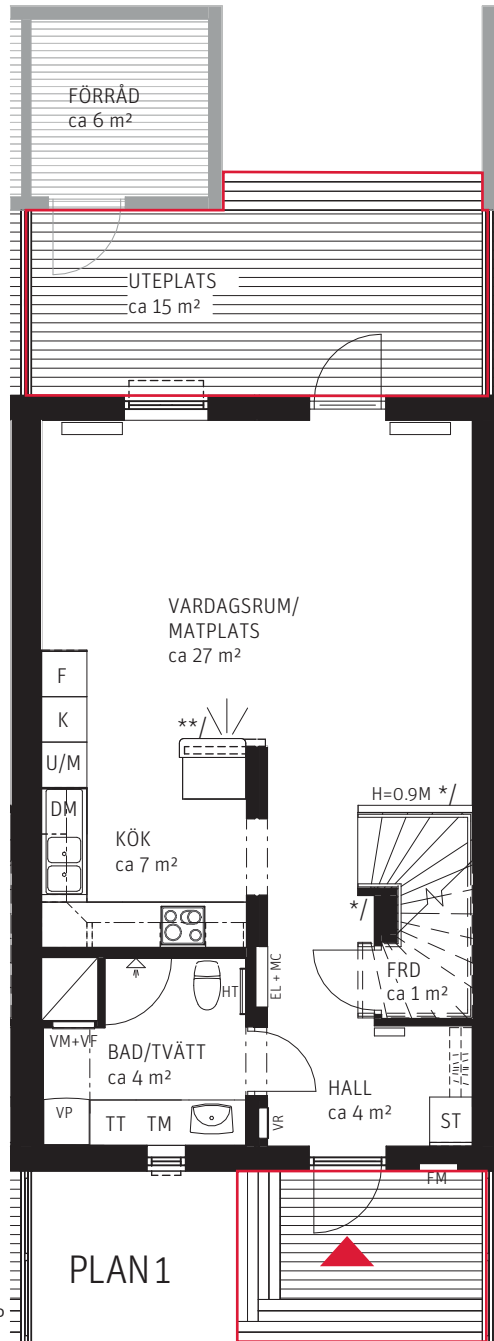 FÖRRÅD
ca 6 m²
UTEPLATS
ca 15 m²
VARDAGSRUM/
MATPLATS
ca 27 m²
F
K
**/
U/M
H=0.9M */
DM
KÖK
ca 7 m²
*/
EL + MC
FRD
ca 1 m²
HT
VM+VF
BAD/TVÄTT
ca 4 m²
HALL
ca 4 m²
VP
TT TM
VR
ST
FM
PLAN 1